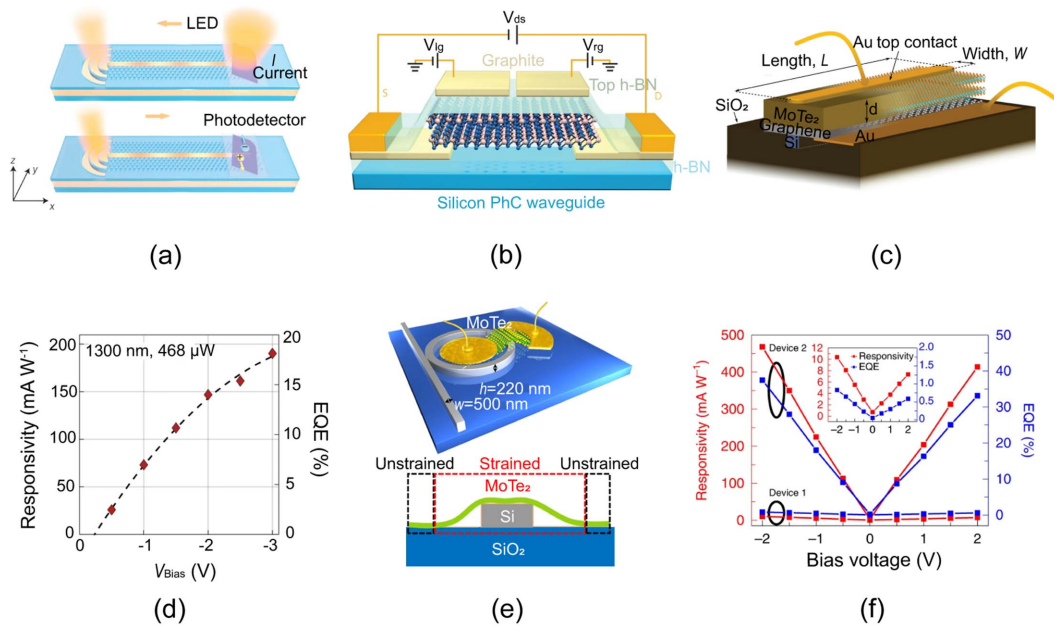 LED
I
Current
Photodetector
z
y
x
(a)
Vds
Vlg
Vrg
Graphite
Top h-BN
S
D
h-BN
Silicon PhC waveguide
(b)
Au top contact
Length, L
Width, W
SiO₂
d
MoTe₂
Graphene
Si
Au
(c)
1300 nm, 468 µW
Responsivity (mA W⁻¹)
200
150
100
50
0
EQE (%)
20
15
10
5
0
0 -1 -2 -3
VBias (V)
(d)
MoTe₂
h=220 nm
w=500 nm
Unstrained Strained Unstrained
MoTe₂
Si
SiO₂
(e)
Responsivity (mA W⁻¹)
500
400
300
200
100
0
EQE (%)
50
40
30
20
10
0
Device 2
Device 1
Responsivity
EQE
12
10
8
6
4
2
0
2.0
1.5
1.0
0.5
0.0
−2 −1 0 1 2
−2 −1 0 1 2
Bias voltage (V)
(f)